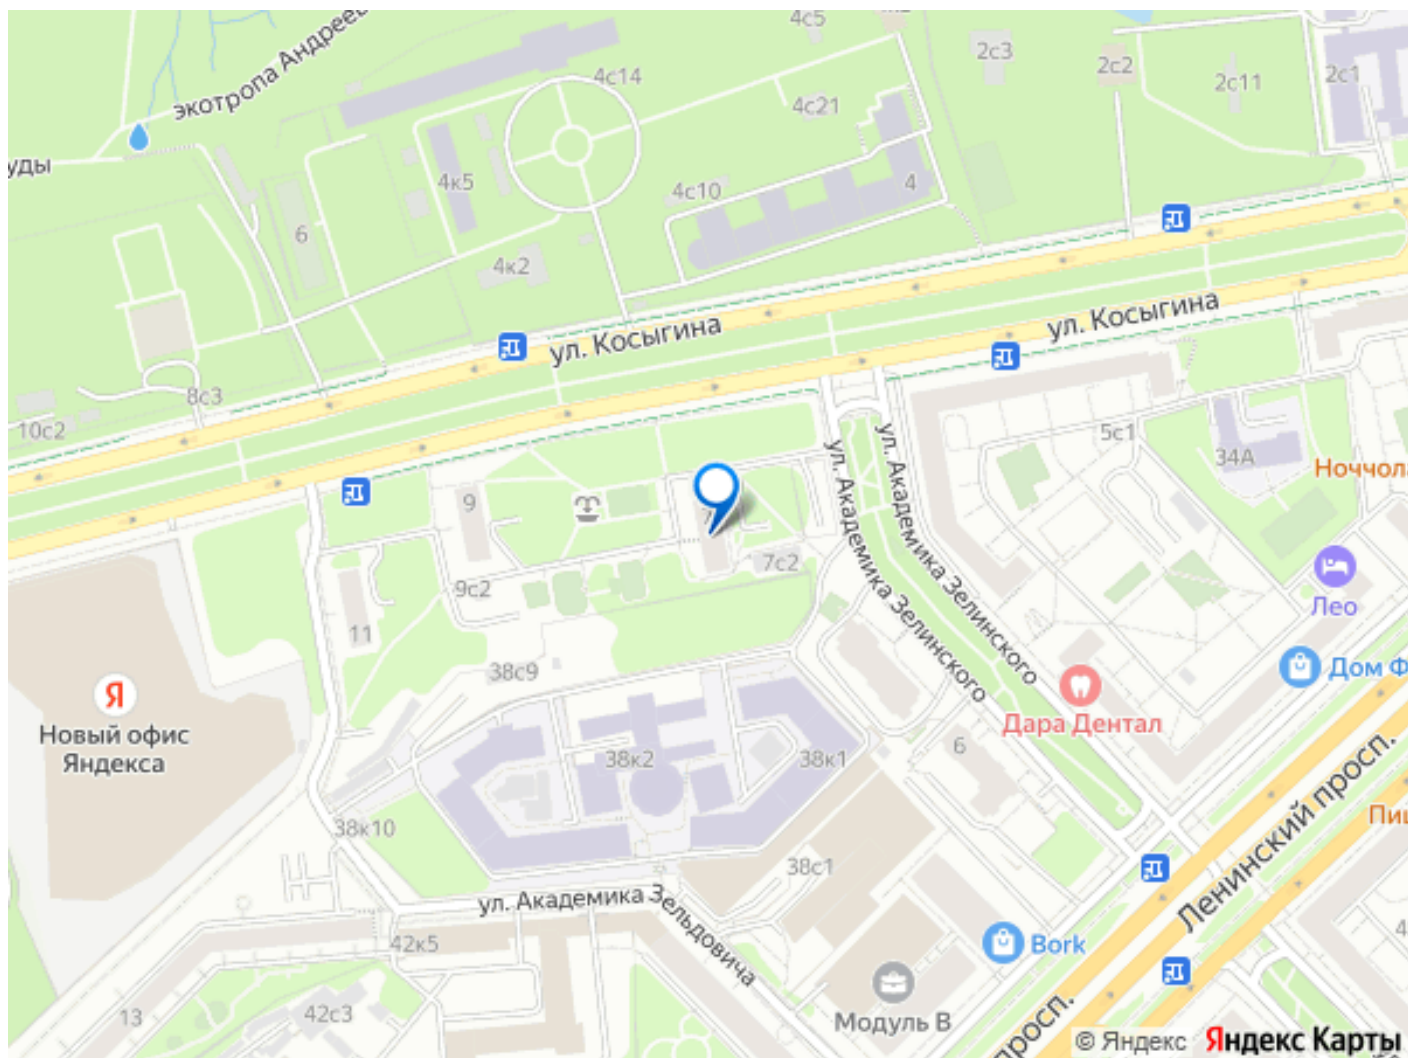 4с5
2с3
2с2
2с11
2с1
4с14
4с21
экотропа Андреев
уды
4к5
4с10
4
6
4к2
ул. Косыгина
ул. Косыгина
8с3
10с2
5с1
34А
Ноччола
9
7с2
ул. Академика Зелинского
ул. Академика Зелинского
9с2
11
Лео
38с9
Дом Ф
Я
Новый офис
Яндекса
Дара Дентал
38к2
38к1
6
38к10
Пиц
38с1
Ленинский просп.
ул. Академика Зельдовича
42к5
Bork
4
13
42с3
Модуль В
просп.
© Яндекс Яндекс Карты